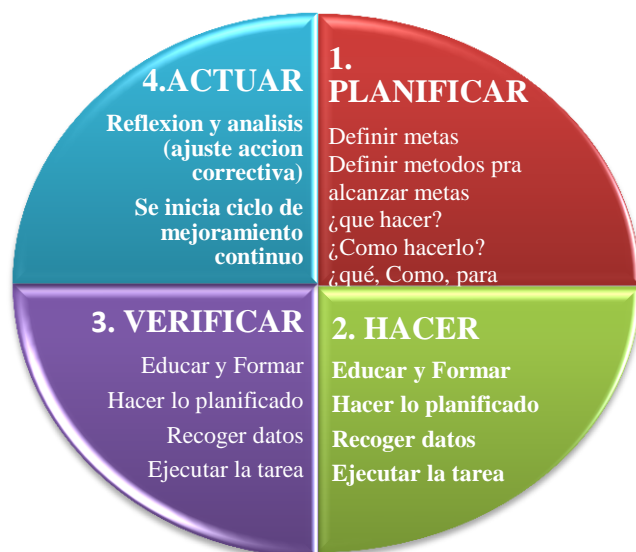 1.
PLANIFICAR
Definir metas
Definir metodos pra
alcanzar metas
¿que hacer?
¿Como hacerlo?
¿qué, Como, para
2. HACER
Educar y Formar
Hacer lo planificado
Recoger datos
Ejecutar la tarea
3. VERIFICAR
Educar y Formar
Hacer lo planificado
Recoger datos
Ejecutar la tarea
4.ACTUAR
Reflexion y analisis
(ajuste accion
correctiva)
Se inicia ciclo de
mejoramiento
continuo